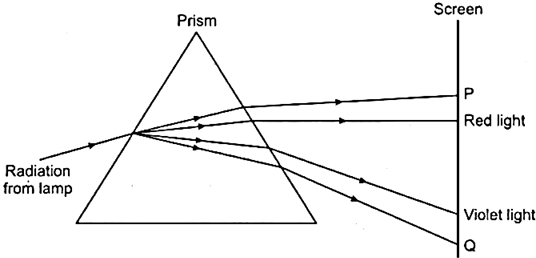 Screen
Prism
P
Red light
Radiation
from lamp
Violet light
Q